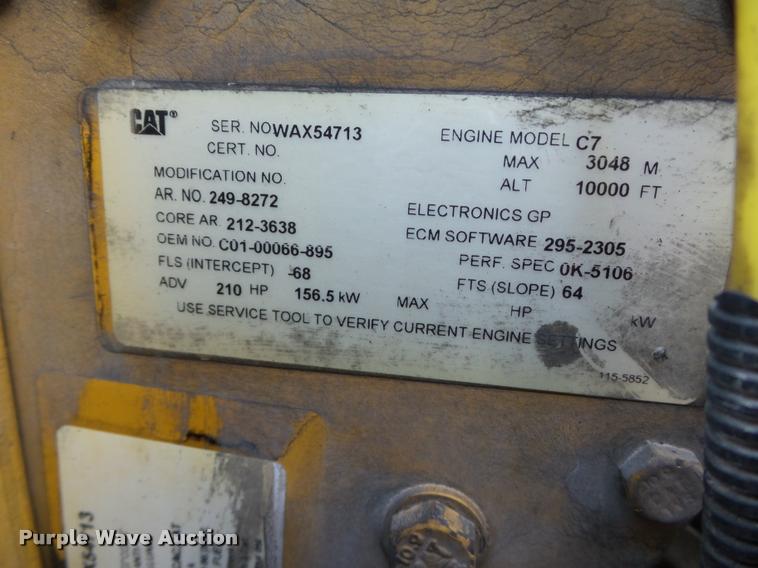 CAT®
SER. NO WAX54713
ENGINE MODEL C7
CERT. NO.
MAX 3048 M
MODIFICATION NO.
ALT 10000 FT
AR. NO. 249-8272
ELECTRONICS GP
CORE AR. 212-3638
ECM SOFTWARE 295-2305
OEM NO. C01-00066-895
PERF. SPEC 0K-5106
FLS (INTERCEPT) -68
FTS (SLOPE) 64
ADV 210 HP 156.5 kW MAX HP kW
USE SERVICE TOOL TO VERIFY CURRENT ENGINE SETTINGS
115-5852
Purple Wave Auction